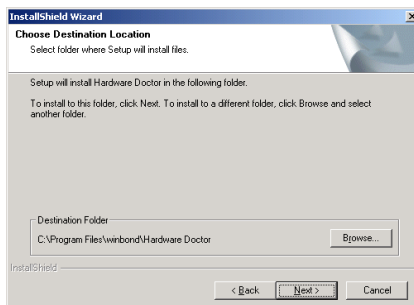 InstallShield Wizard
Choose Destination Location
Select folder where Setup will install files.
Setup will install Hardware Doctor in the following folder.
To install to this folder, click Next. To install to a different folder, click Browse and select
another folder.
Destination Folder
C:\Program Files\winbond\Hardware Doctor
Browse...
InstallShield
< Back
Next >
Cancel